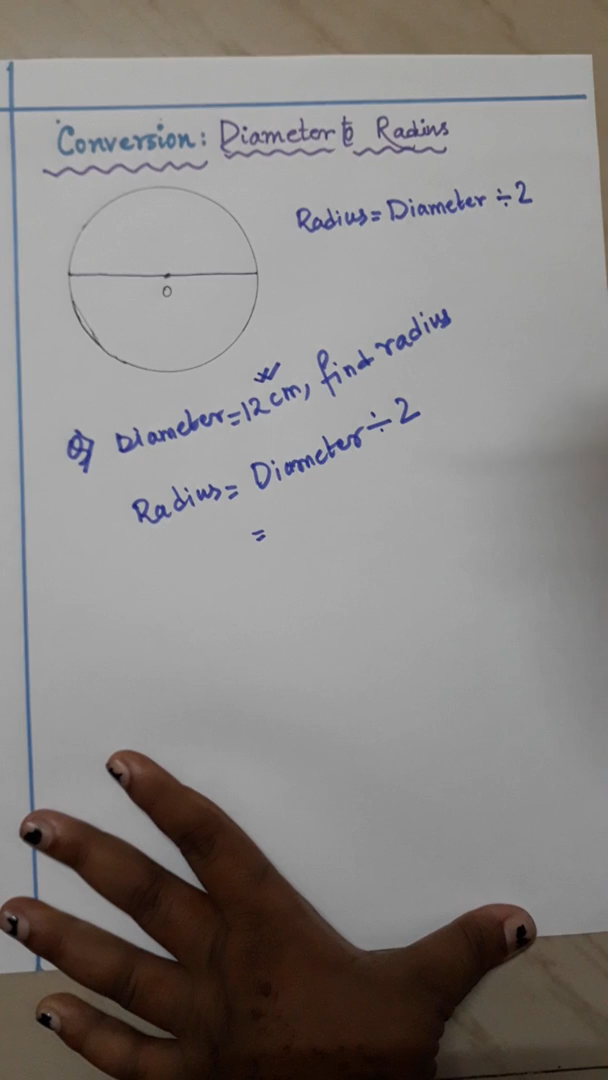 Conversion: Diameter to Radius
Radius = Diameter ÷ 2
O
Q) Diameter = 12 cm, find radius
Radius = Diameter ÷ 2
=